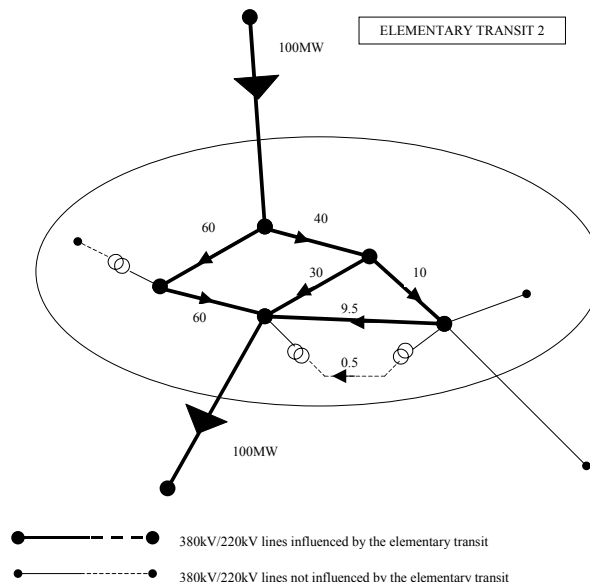 ELEMENTARY TRANSIT 2
100MW
60
40
30
10
60
9.5
0.5
100MW
380kV/220kV lines influenced by the elementary transit
380kV/220kV lines not influenced by the elementary transit